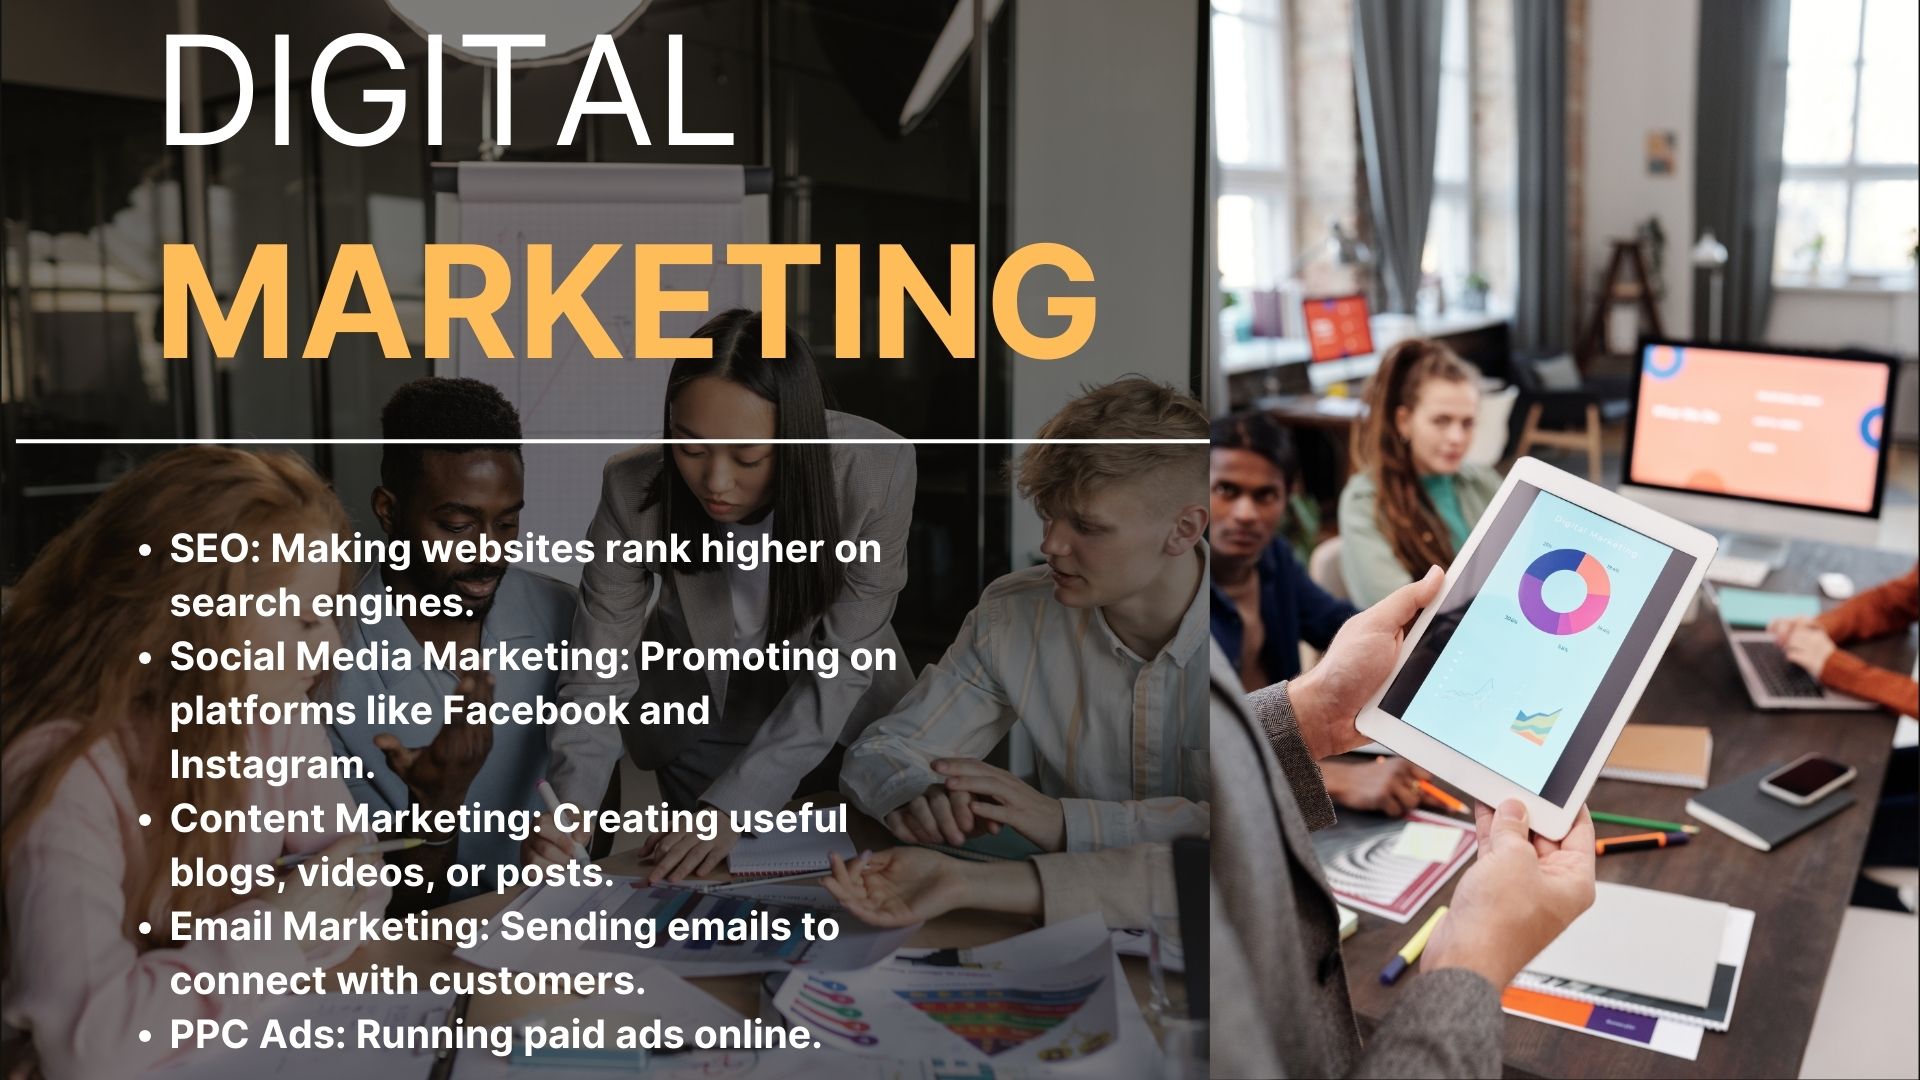 DIGITAL
MARKETING
• SEO: Making websites rank higher on
search engines.
• Social Media Marketing: Promoting on
platforms like Facebook and
Instagram.
• Content Marketing: Creating useful
blogs, videos, or posts.
• Email Marketing: Sending emails to
connect with customers.
• PPC Ads: Running paid ads online.
Digital Marketing